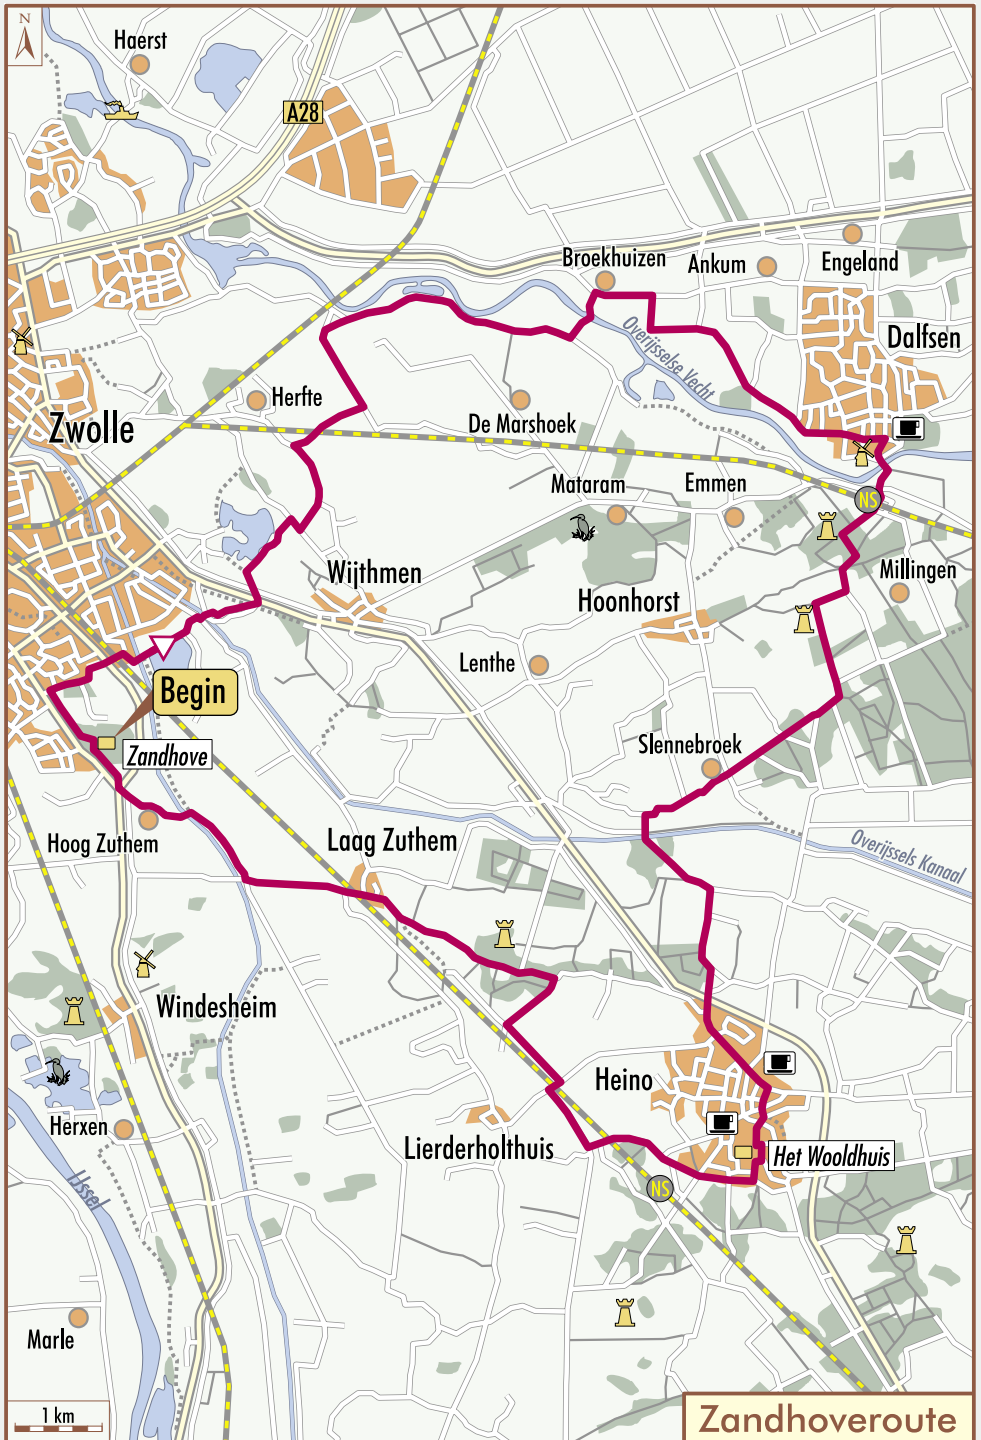 N
Haerst
A28
Broekhuizen
Ankum
Engeland
Overijsselse Vecht
Dalfsen
Herfte
Zwolle
De Marshoek
Mataram
Emmen
NS
Wijthmen
Millingen
Hoonhorst
Lenthe
Begin
Zandhove
Slennebroek
Hoog Zuthem
Laag Zuthem
Overijssels Kanaal
Windesheim
Heino
Herxen
Lierderholthuis
Het Wooldhuis
IJssel
NS
Marle
1 km
Zandhoveroute